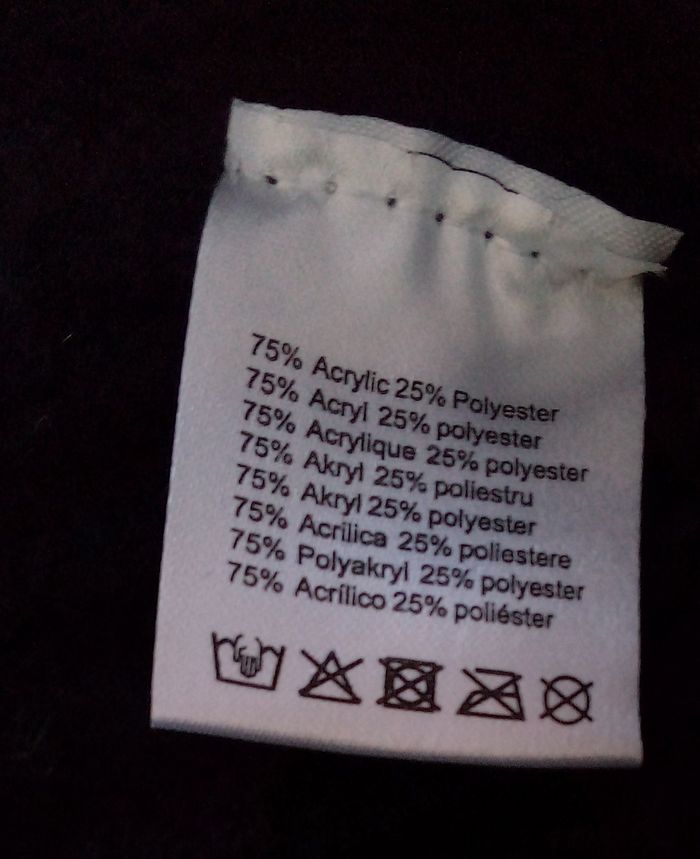 75% Acrylic 25% Polyester
75% Acryl 25% polyester
75% Acrylique 25% polyester
75% Akryl 25% poliestru
75% Akryl 25% polyester
75% Acrilica 25% poliestere
75% Polyakryl 25% polyester
75% Acrílico 25% poliéster